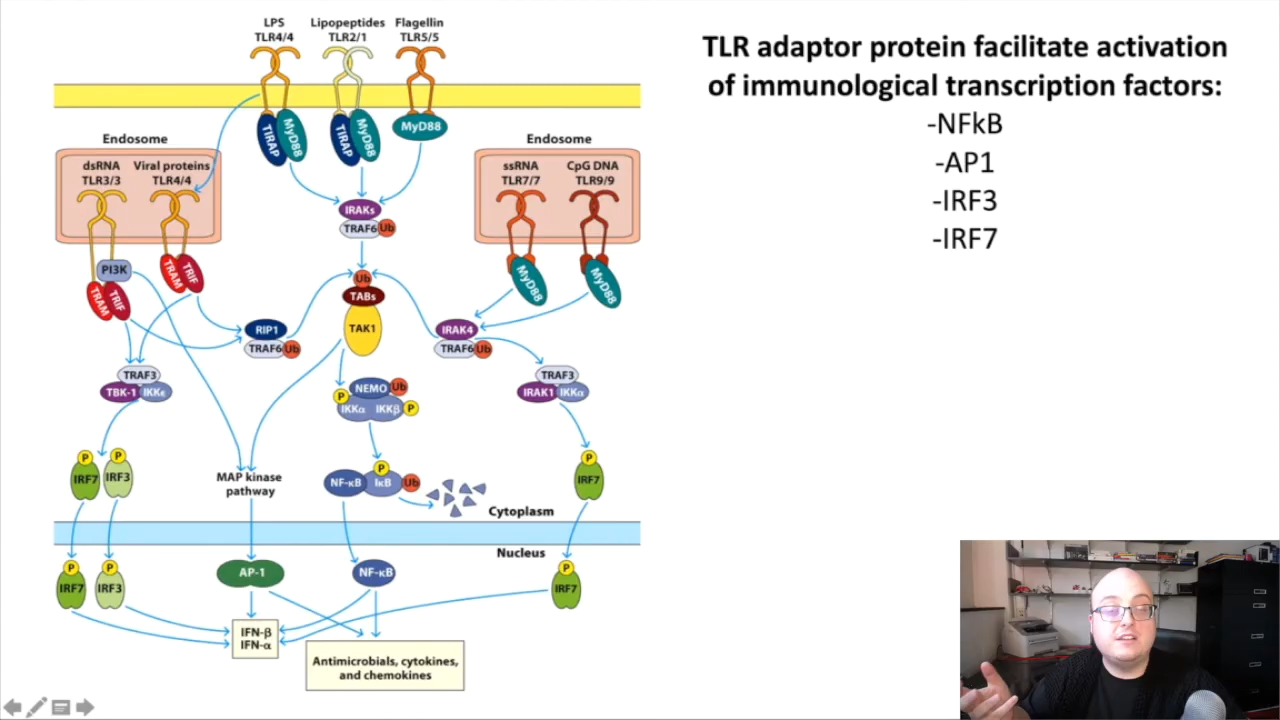 TLR adaptor protein facilitate activation
of immunological transcription factors:
-NFkB
-AP1
-IRF3
-IRF7
LPS
TLR4/4
Lipopeptides
TLR2/1
Flagellin
TLR5/5
TIRAP
MyD88
TIRAP
MyD88
MyD88
Endosome
dsRNA
TLR3/3
Viral proteins
TLR4/4
Endosome
ssRNA
TLR7/7
CpG DNA
TLR9/9
IRAKs
TRAF6 Ub
PI3K
TRAM
TRIF
TRAM
TRIF
MyD88
MyD88
Ub
TABs
TAK1
RIP1
TRAF6 Ub
IRAK4
TRAF6 Ub
TRAF3
TBK-1 IKKε
NEMO Ub
P
IKKα IKKβ P
TRAF3
IRAK1 IKKα
P
IRF7
P
IRF3
MAP kinase
pathway
P
NF-κB IκB Ub
P
IRF7
Cytoplasm
Nucleus
P
IRF7
P
IRF3
AP-1
NF-κB
P
IRF7
IFN-β
IFN-α
Antimicrobials, cytokines,
and chemokines